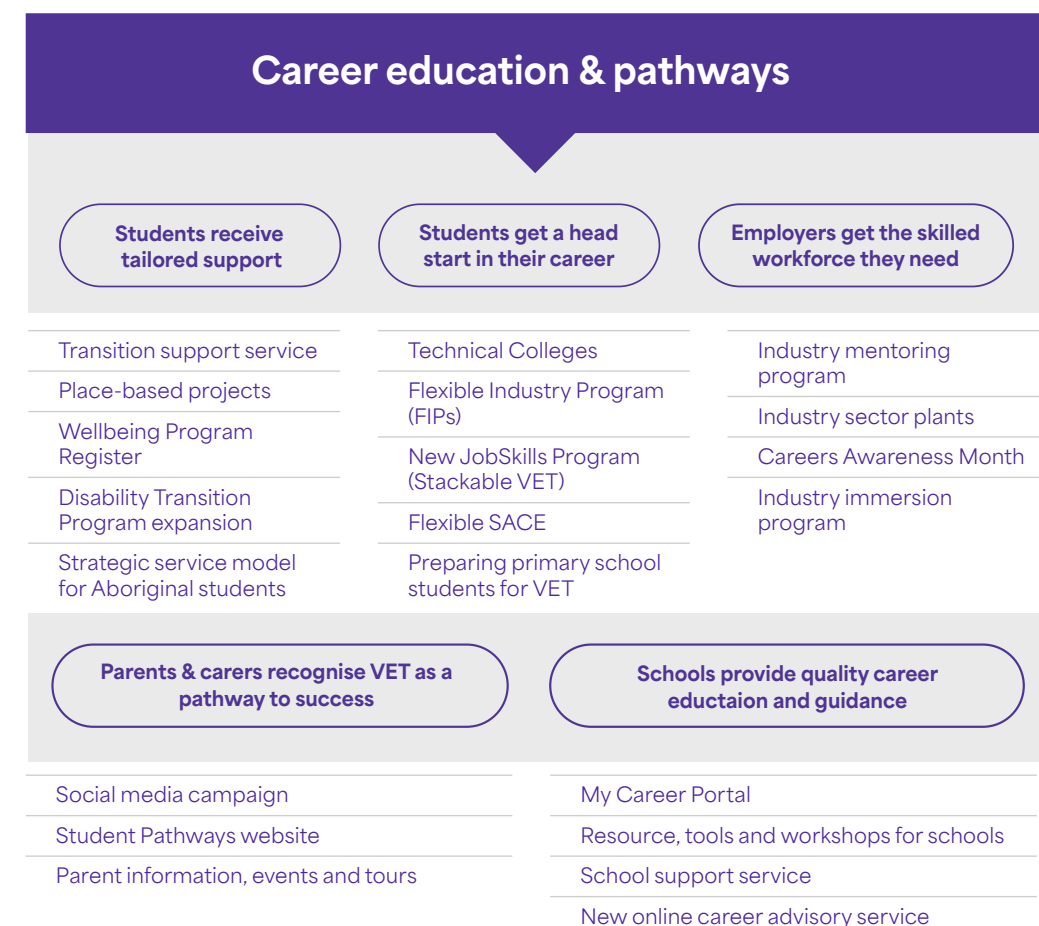 Career education & pathways
Students receive
tailored support
Transition support service
Place-based projects
Wellbeing Program
Register
Disability Transition
Program expansion
Strategic service model
for Aboriginal students
Students get a head
start in their career
Technical Colleges
Flexible Industry Program
(FIPs)
New JobSkills Program
(Stackable VET)
Flexible SACE
Preparing primary school
students for VET
Employers get the skilled
workforce they need
Industry mentoring
program
Industry sector plants
Careers Awareness Month
Industry immersion
program
Parents & carers recognise VET as a
pathway to success
Social media campaign
Student Pathways website
Parent information, events and tours
Schools provide quality career
eductaion and guidance
My Career Portal
Resource, tools and workshops for schools
School support service
New online career advisory service